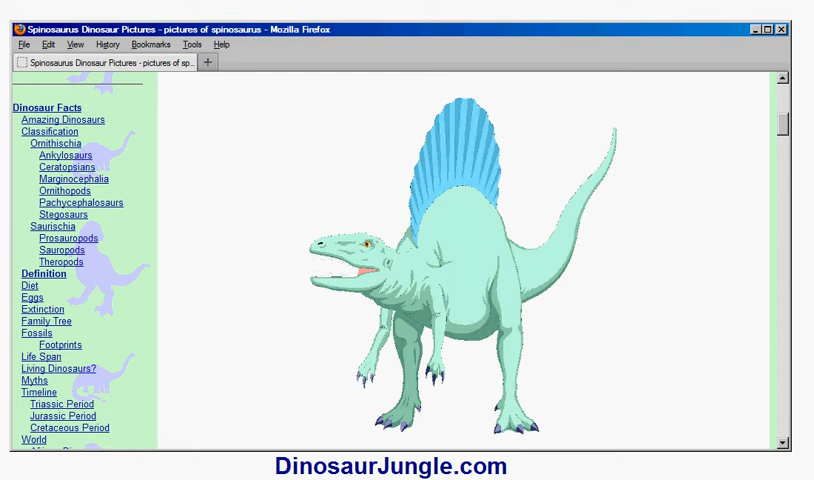 Spinosaurus Dinosaur Pictures - pictures of spinosaurus - Mozilla Firefox
File Edit View History Bookmarks Tools Help
Spinosaurus Dinosaur Pictures - pictures of sp...
Dinosaur Facts
Amazing Dinosaurs
Classification
Ornithischia
Ankylosaurs
Ceratopsians
Marginocephalia
Ornithopods
Pachycephalosaurs
Stegosaurs
Saurischia
Prosauropods
Sauropods
Theropods
Definition
Diet
Eggs
Extinction
Family Tree
Fossils
Footprints
Life Span
Living Dinosaurs?
Myths
Timeline
Triassic Period
Jurassic Period
Cretaceous Period
World
DinosaurJungle.com